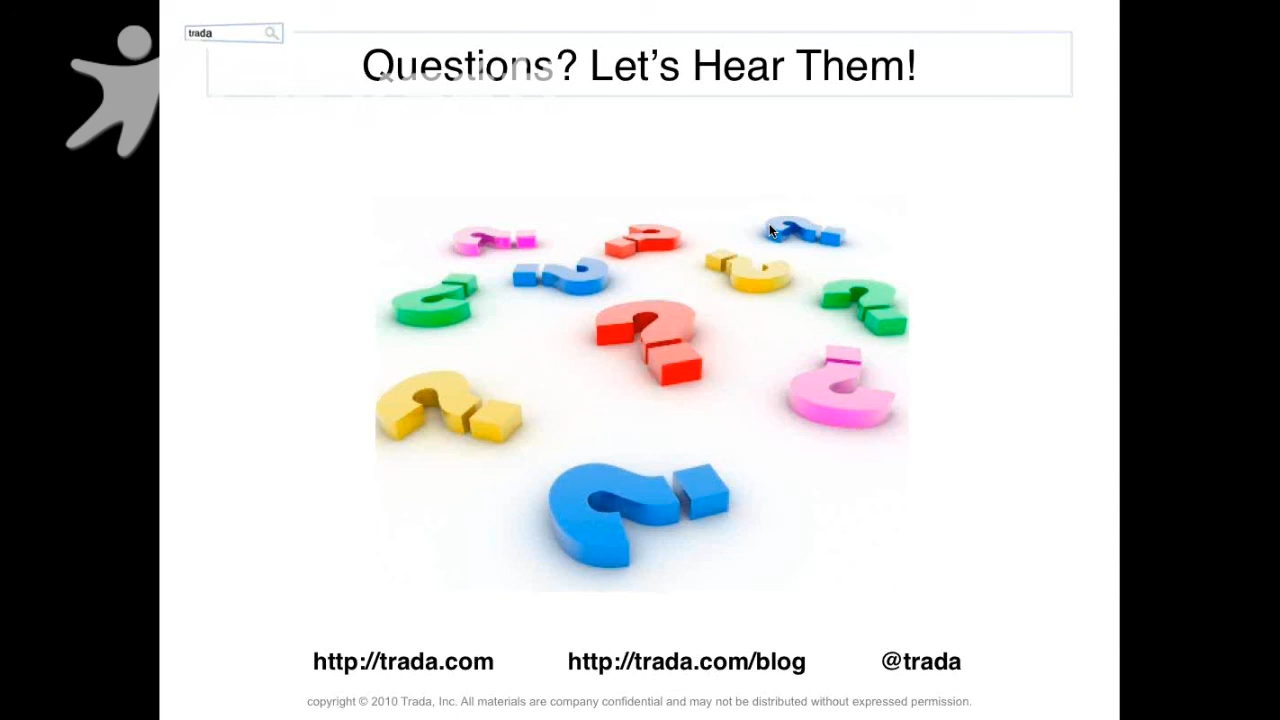 trada
Questions? Let's Hear Them!
http://trada.com http://trada.com/blog @trada
copyright © 2010 Trada, Inc. All materials are company confidential and may not be distributed without expressed permission.